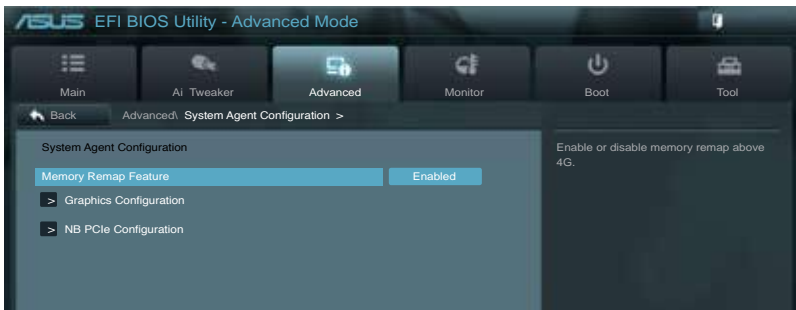 ASUS EFI BIOS Utility - Advanced Mode
Main Ai Tweaker Advanced Monitor Boot Tool
Back Advanced\ System Agent Configuration >
System Agent Configuration
Memory Remap Feature Enabled
> Graphics Configuration
> NB PCIe Configuration
Enable or disable memory remap above
4G.